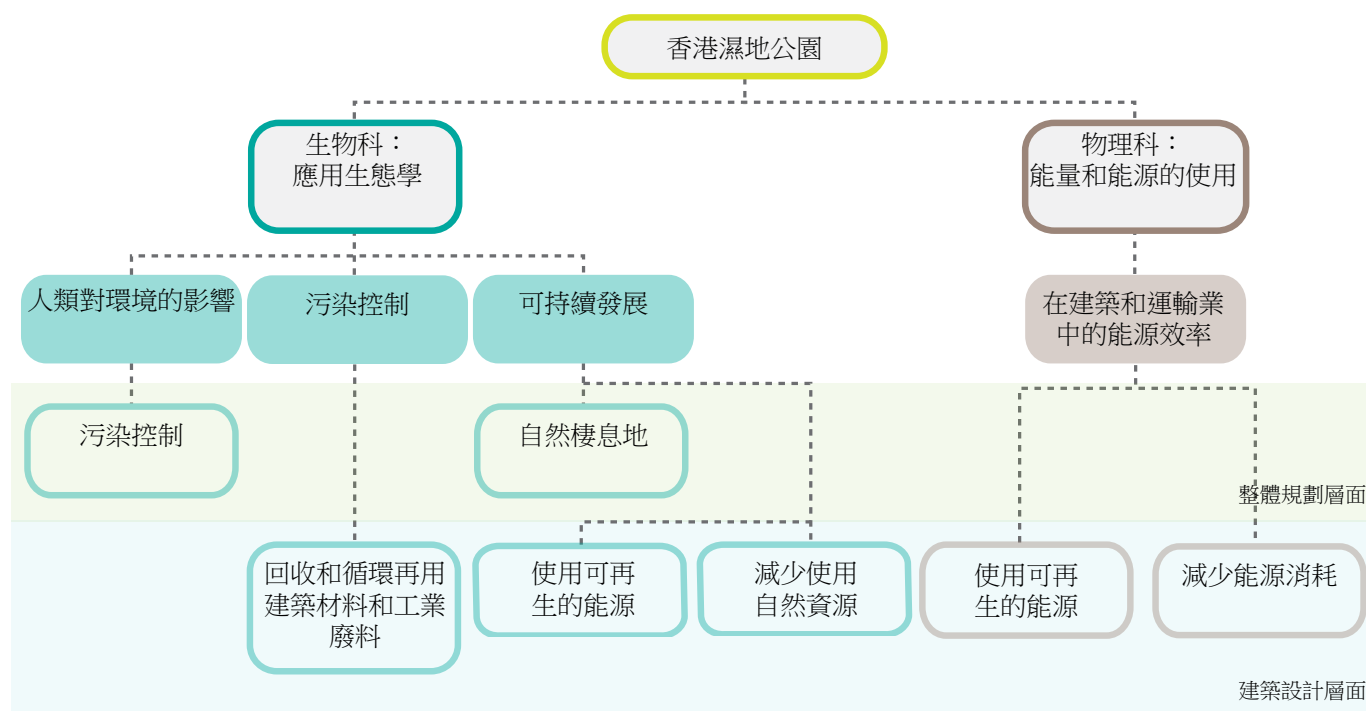 香港濕地公園
生物科：
應用生態學
物理科：
能量和能源的使用
人類對環境的影響
污染控制
可持續發展
在建築和運輸業
中的能源效率
污染控制
自然棲息地
整體規劃層面
回收和循環再用
建築材料和工業
廢料
使用可再
生的能源
減少使用
自然資源
使用可再
生的能源
減少能源消耗
建築設計層面